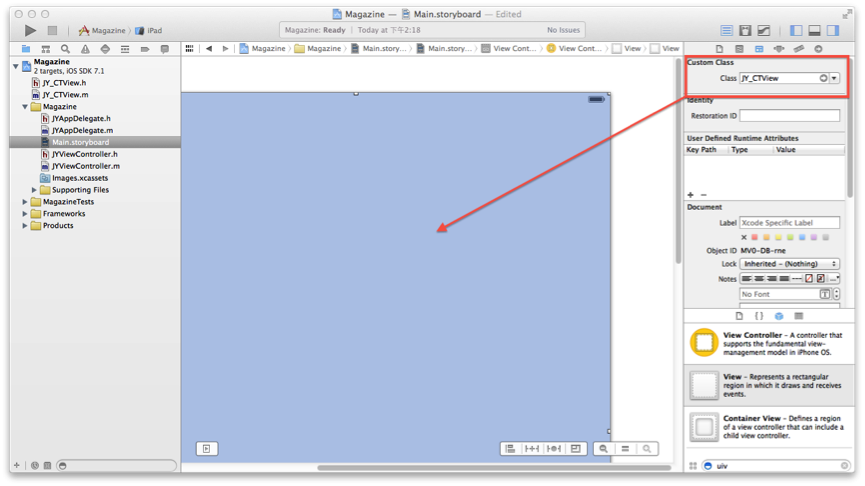 Magazine
Main.storyboard — Edited
Magazine
iPad
Magazine: Ready
Today at 下午2:18
No Issues
Magazine
Magazine
Main.story...
Main.story...
View Cont...
View Cont...
View
View
Magazine
2 targets, iOS SDK 7.1
JY_CTView.h
JY_CTView.m
Magazine
JYAppDelegate.h
JYAppDelegate.m
Main.storyboard
JYViewController.h
JYViewController.m
Images.xcassets
Supporting Files
MagazineTests
Frameworks
Products
Custom Class
Class JY_CTView
Identity
Restoration ID
User Defined Runtime Attributes
Key Path Type Value
Document
Label Xcode Specific Label
Object ID MV0-DB-rne
Lock Inherited - (Nothing)
Notes
No Font
View Controller - A controller that
supports the fundamental view-
management model in iPhone OS.
View - Represents a rectangular
region in which it draws and receives
events.
Container View - Defines a region
of a view controller that can include a
child view controller.
uiv